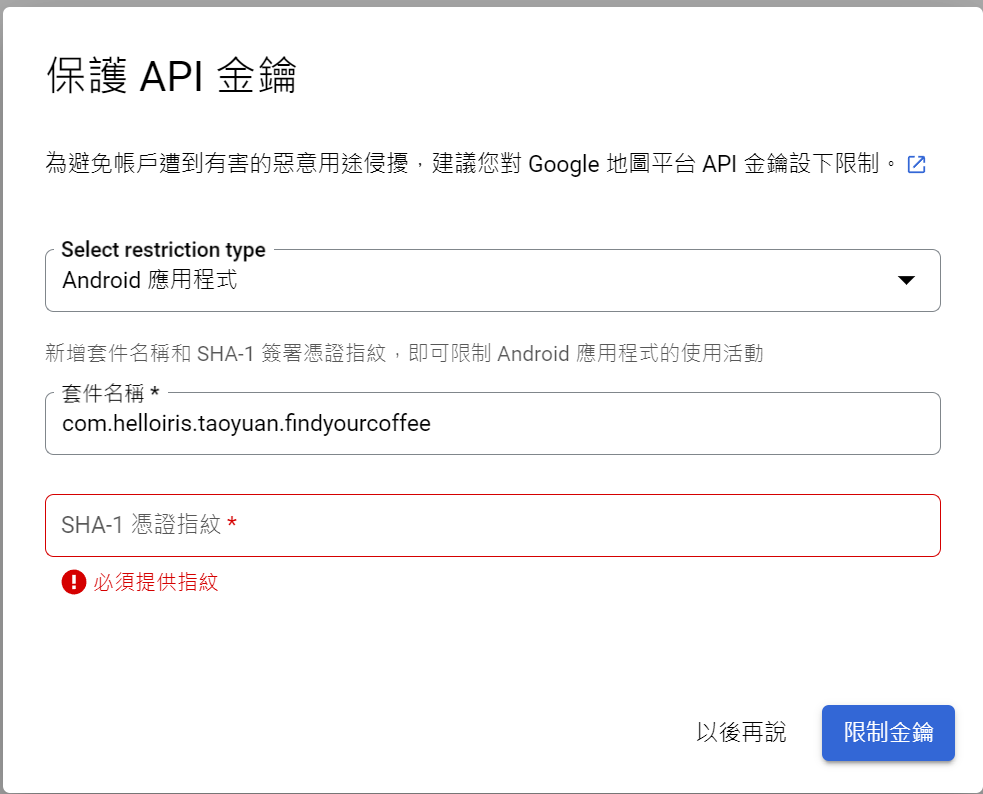 保護 API 金鑰
為避免帳戶遭到有害的惡意用途侵擾，建議您對 Google 地圖平台 API 金鑰設下限制。
Select restriction type
Android 應用程式
新增套件名稱和 SHA-1 簽署憑證指紋，即可限制 Android 應用程式的使用活動
套件名稱 *
com.helloiris.taoyuan.findyourcoffee
SHA-1 憑證指紋 *
必須提供指紋
以後再說
限制金鑰